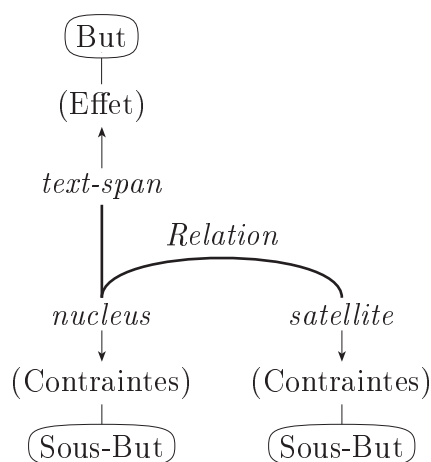 But
(Effet)
text-span
Relation
nucleus satellite
(Contraintes) (Contraintes)
Sous-But Sous-But